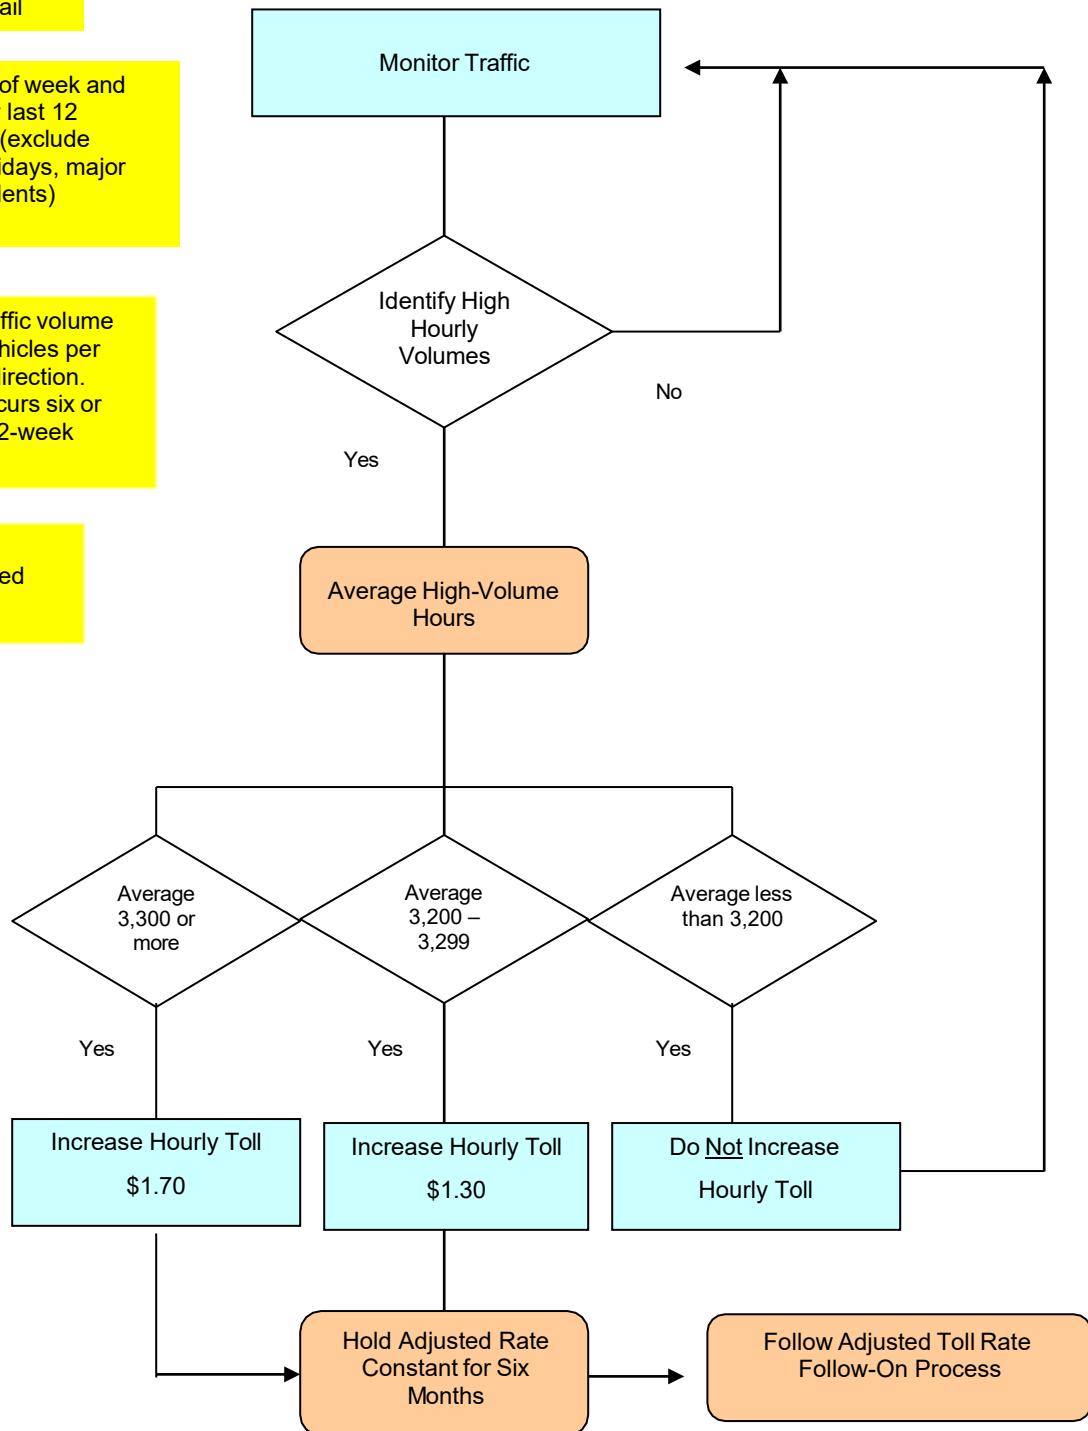 ail
of week and
last 12
(exclude
idays, major
lents)
ffic volume
hicles per
lirection.
curs six or
2-week
ed
Monitor Traffic
Identify High
Hourly
Volumes
No
Yes
Average High-Volume
Hours
Average
3,300 or
more
Average
3,200 –
3,299
Average less
than 3,200
Yes
Yes
Yes
Increase Hourly Toll
$1.70
Increase Hourly Toll
$1.30
Do Not Increase
Hourly Toll
Hold Adjusted Rate
Constant for Six
Months
Follow Adjusted Toll Rate
Follow-On Process